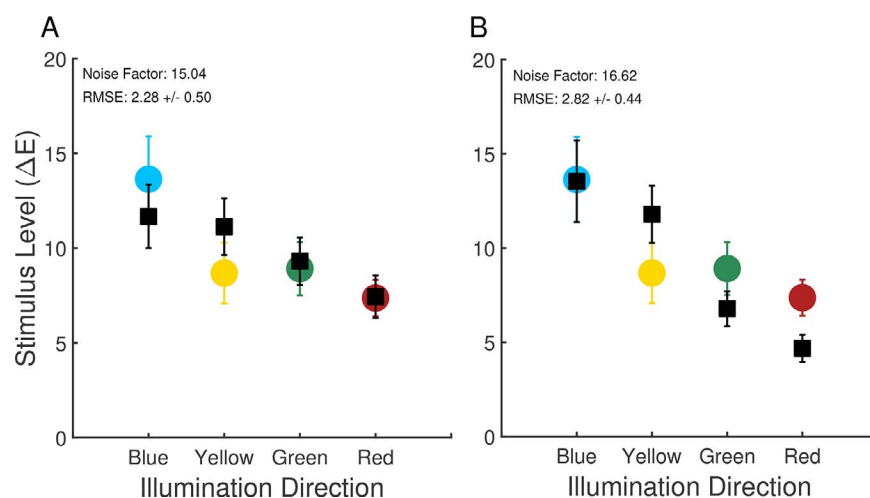 A
Noise Factor: 15.04
RMSE: 2.28 +/- 0.50
Stimulus Level (ΔE)
20
15
10
5
0
Blue Yellow Green Red
Illumination Direction
B
Noise Factor: 16.62
RMSE: 2.82 +/- 0.44
20
15
10
5
0
Blue Yellow Green Red
Illumination Direction